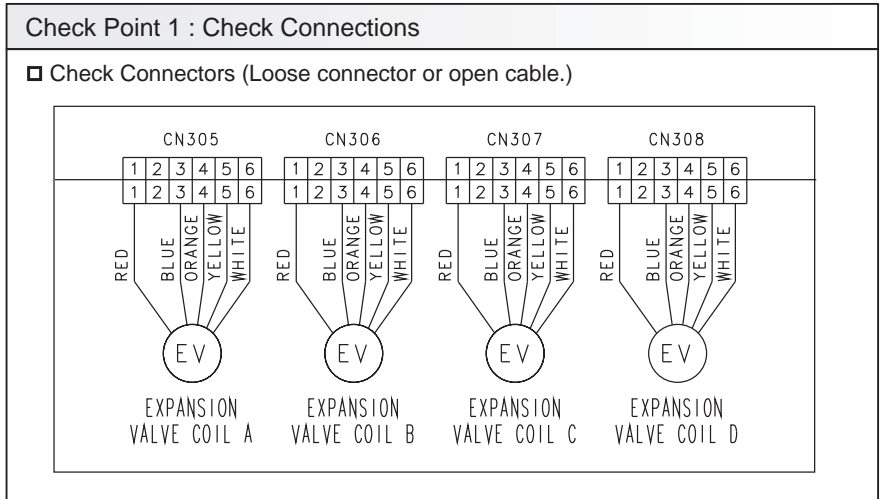 Check Point 1 : Check Connections
Check Connectors (Loose connector or open cable.)
CN305 CN306 CN307 CN308
1 2 3 4 5 6 1 2 3 4 5 6 1 2 3 4 5 6 1 2 3 4 5 6
1 2 3 4 5 6 1 2 3 4 5 6 1 2 3 4 5 6 1 2 3 4 5 6
RED BLUE ORANGE YELLOW WHITE RED BLUE ORANGE YELLOW WHITE RED BLUE ORANGE YELLOW WHITE RED BLUE ORANGE YELLOW WHITE
EV EV EV EV
EXPANSION EXPANSION EXPANSION EXPANSION
VALVE COIL A VALVE COIL B VALVE COIL C VALVE COIL D